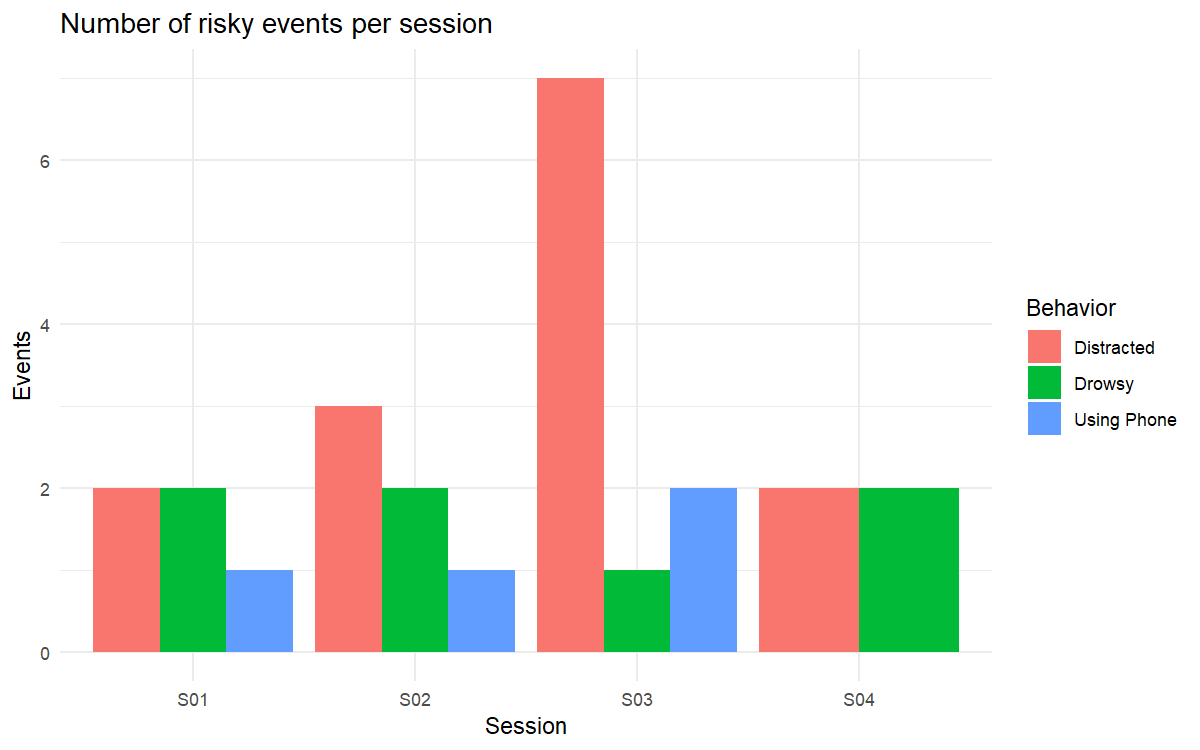 Number of risky events per session
Events
6
4
2
0
S01
S02
S03
S04
Session
Behavior
Distracted
Drowsy
Using Phone